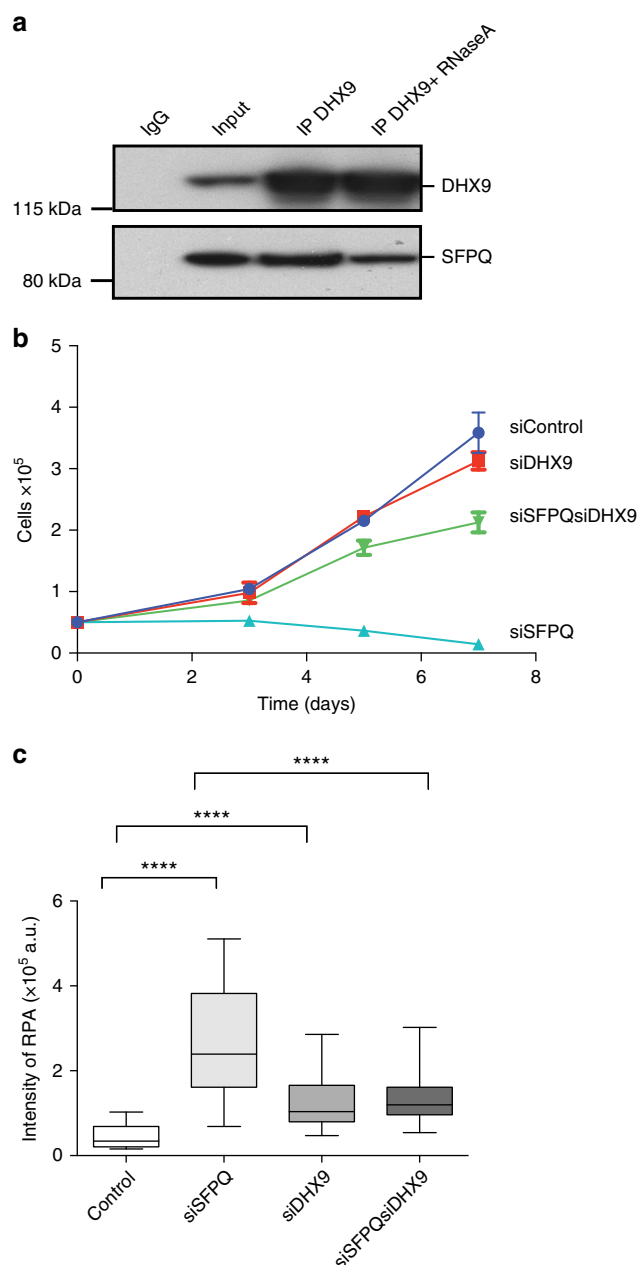 a
IgG
Input
IP DHX9
IP DHX9+ RNaseA
DHX9
115 kDa
SFPQ
80 kDa
b
5
4
3
2
1
0
Cells ×10⁵
0 2 4 6 8
Time (days)
siControl
siDHX9
siSFPQsiDHX9
siSFPQ
c
****
****
****
6
4
2
0
Intensity of RPA (×10⁵ a.u.)
Control
siSFPQ
siDHX9
siSFPQsiDHX9